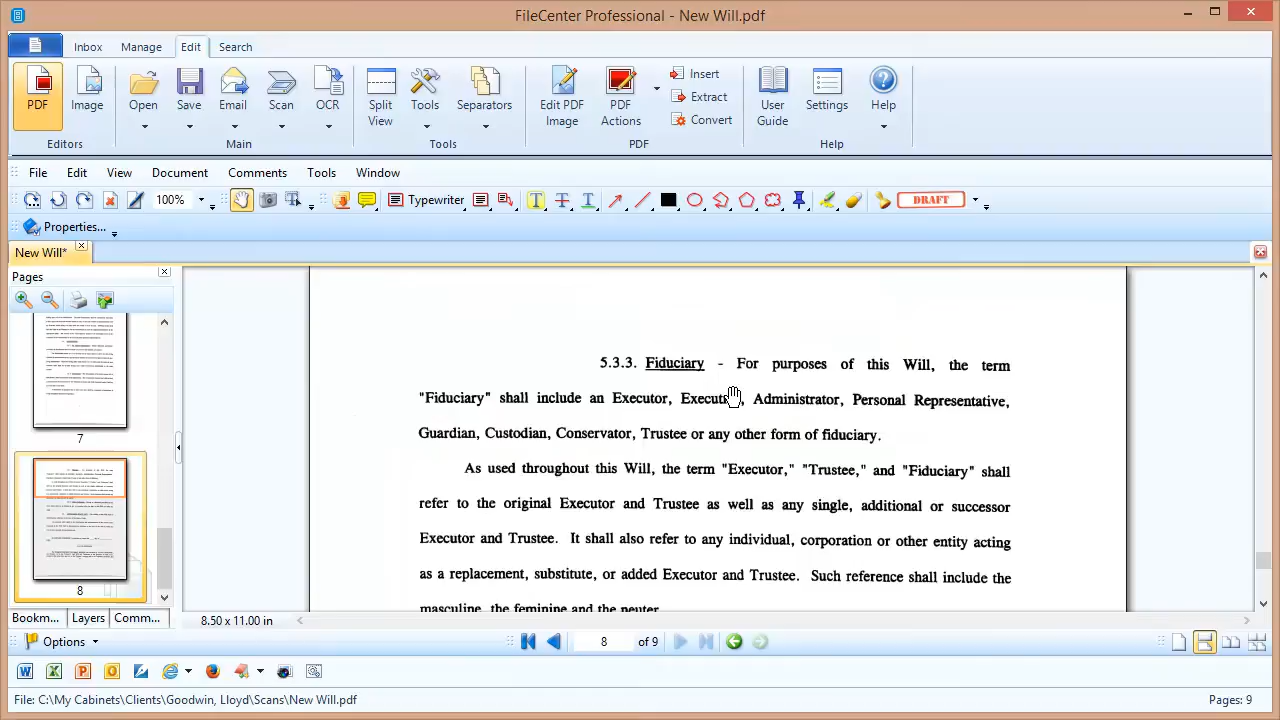 FileCenter Professional - New Will.pdf
Inbox Manage Edit Search
PDF Image Open Save Email Scan OCR Split View Tools Separators Edit PDF Image PDF Actions Insert Extract Convert User Guide Settings Help
Editors Main Tools PDF Help
File Edit View Document Comments Tools Window
100% Typewriter DRAFT
Properties...
New Will*
Pages
7
8
5.3.3. Fiduciary - For purposes of this Will, the term
"Fiduciary" shall include an Executor, Administrator, Personal Representative,
Guardian, Custodian, Conservator, Trustee or any other form of fiduciary.
As used throughout this Will, the term "Executor," "Trustee," and "Fiduciary" shall
refer to the original Executor and Trustee as well as any single, additional or successor
Executor and Trustee. It shall also refer to any individual, corporation or other entity acting
as a replacement, substitute, or added Executor and Trustee. Such reference shall include the
masculine, the feminine and the neuter.
Bookm... Layers Comm... 8.50 x 11.00 in
Options 8 of 9
File: C:\My Cabinets\Clients\Goodwin, Lloyd\Scans\New Will.pdf Pages: 9